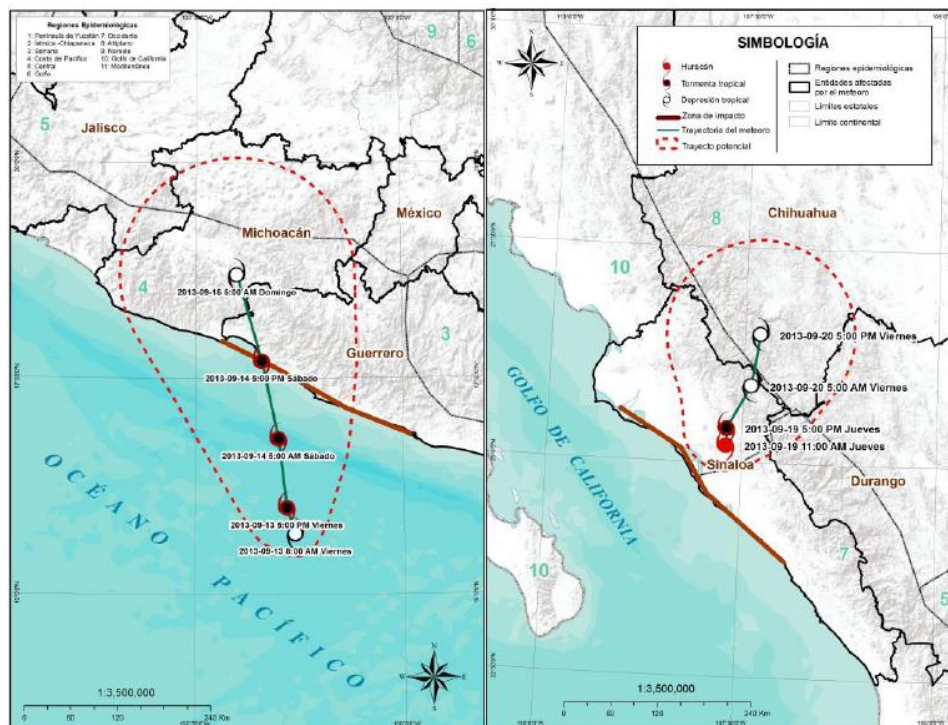 Regiones Epidemiológicas
1: Península de Yucatán 7: Occidente
2: Istmica -Chiapaneca 8: Altiplano
3: Serrano 9: Noreste
4: Costa del Pacífico 10: Golfo de California
5: Central 11: Mediterránea
6: Golfo
9
6
5
Jalisco
México
Michoacán
4
2013-09-15 5:00 AM Domingo
3
Guerrero
2013-09-14 5:00 PM Sábado
2013-09-14 5:00 AM Sábado
2013-09-13 5:00 PM Viernes
2013-09-13 8:00 AM Viernes
OCÉANO
PACÍFICO
N
W
E
S
1:3,500,000
0 60 120 240 Km
N
W
E
S
SIMBOLOGÍA
Huracán
Tormenta tropical
Depresión tropical
Zona de impacto
Trayectoria del meteoro
Trayecto potencial
Regiones epidemiológicas
Entidades afectadas
por el meteoro
Límites estatales
Límite continental
8
Chihuahua
10
2013-09-20 5:00 PM Viernes
2013-09-20 5:00 AM Viernes
2013-09-19 5:00 PM Jueves
2013-09-19 11:00 AM Jueves
Sinaloa
Durango
GOLFO DE CALIFORNIA
7
10
5
N
W
E
S
1:3,500,000
0 60 120 240 Km